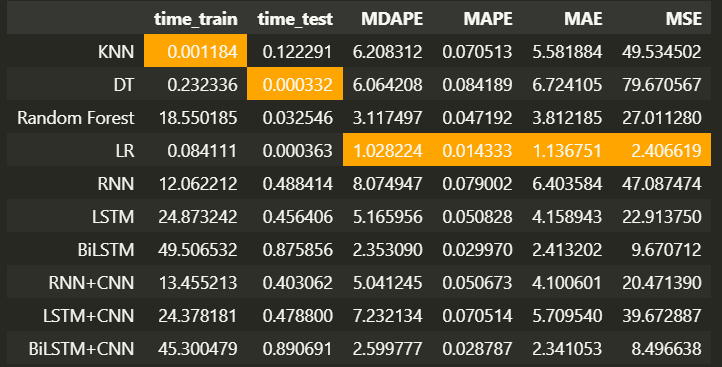 time_train time_test MDAPE MAPE MAE MSE
KNN 0.001184 0.122291 6.208312 0.070513 5.581884 49.534502
DT 0.232336 0.000332 6.064208 0.084189 6.724105 79.670567
Random Forest 18.550185 0.032546 3.117497 0.047192 3.812185 27.011280
LR 0.084111 0.000363 1.028224 0.014333 1.136751 2.406619
RNN 12.062212 0.488414 8.074947 0.079002 6.403584 47.087474
LSTM 24.873242 0.456406 5.165956 0.050828 4.158943 22.913750
BiLSTM 49.506532 0.875856 2.353090 0.029970 2.413202 9.670712
RNN+CNN 13.455213 0.403062 5.041245 0.050673 4.100601 20.471390
LSTM+CNN 24.378181 0.478800 7.232134 0.070514 5.709540 39.672887
BiLSTM+CNN 45.300479 0.890691 2.599777 0.028787 2.341053 8.496638